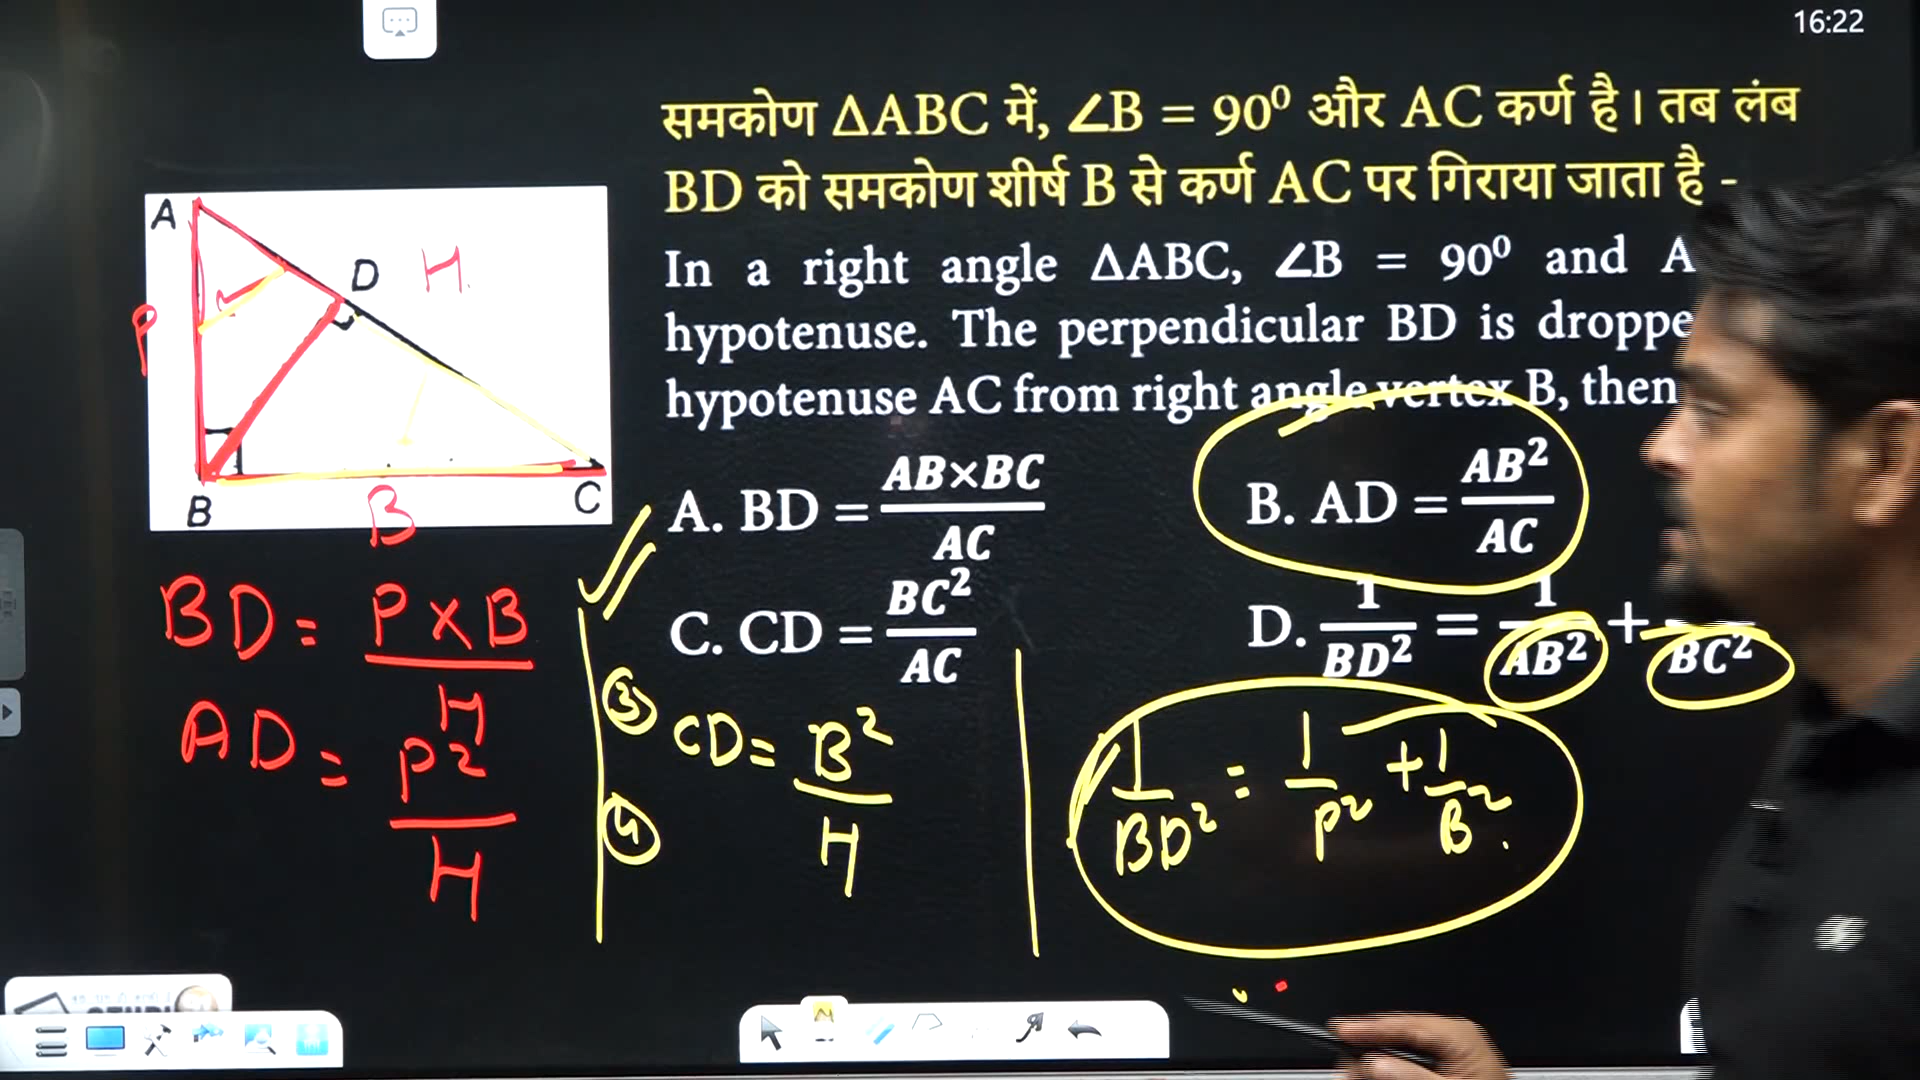 16:22
समकोण ΔABC में, ∠B = 90⁰ और AC कर्ण है। तब लंब
BD को समकोण शीर्ष B से कर्ण AC पर गिराया जाता है -
In a right angle ΔABC, ∠B = 90⁰ and A
hypotenuse. The perpendicular BD is droppe
hypotenuse AC from right angle vertex B, then
A
D
H
P
B
C
B
A. BD = AB×BC / AC
B. AD = AB² / AC
C. CD = BC² / AC
D. 1/BD² = 1/AB² + BC²
BD = P × B / H
AD = P² / H
③ CD = B² / H
④
1/BD² = 1/P² + 1/B².